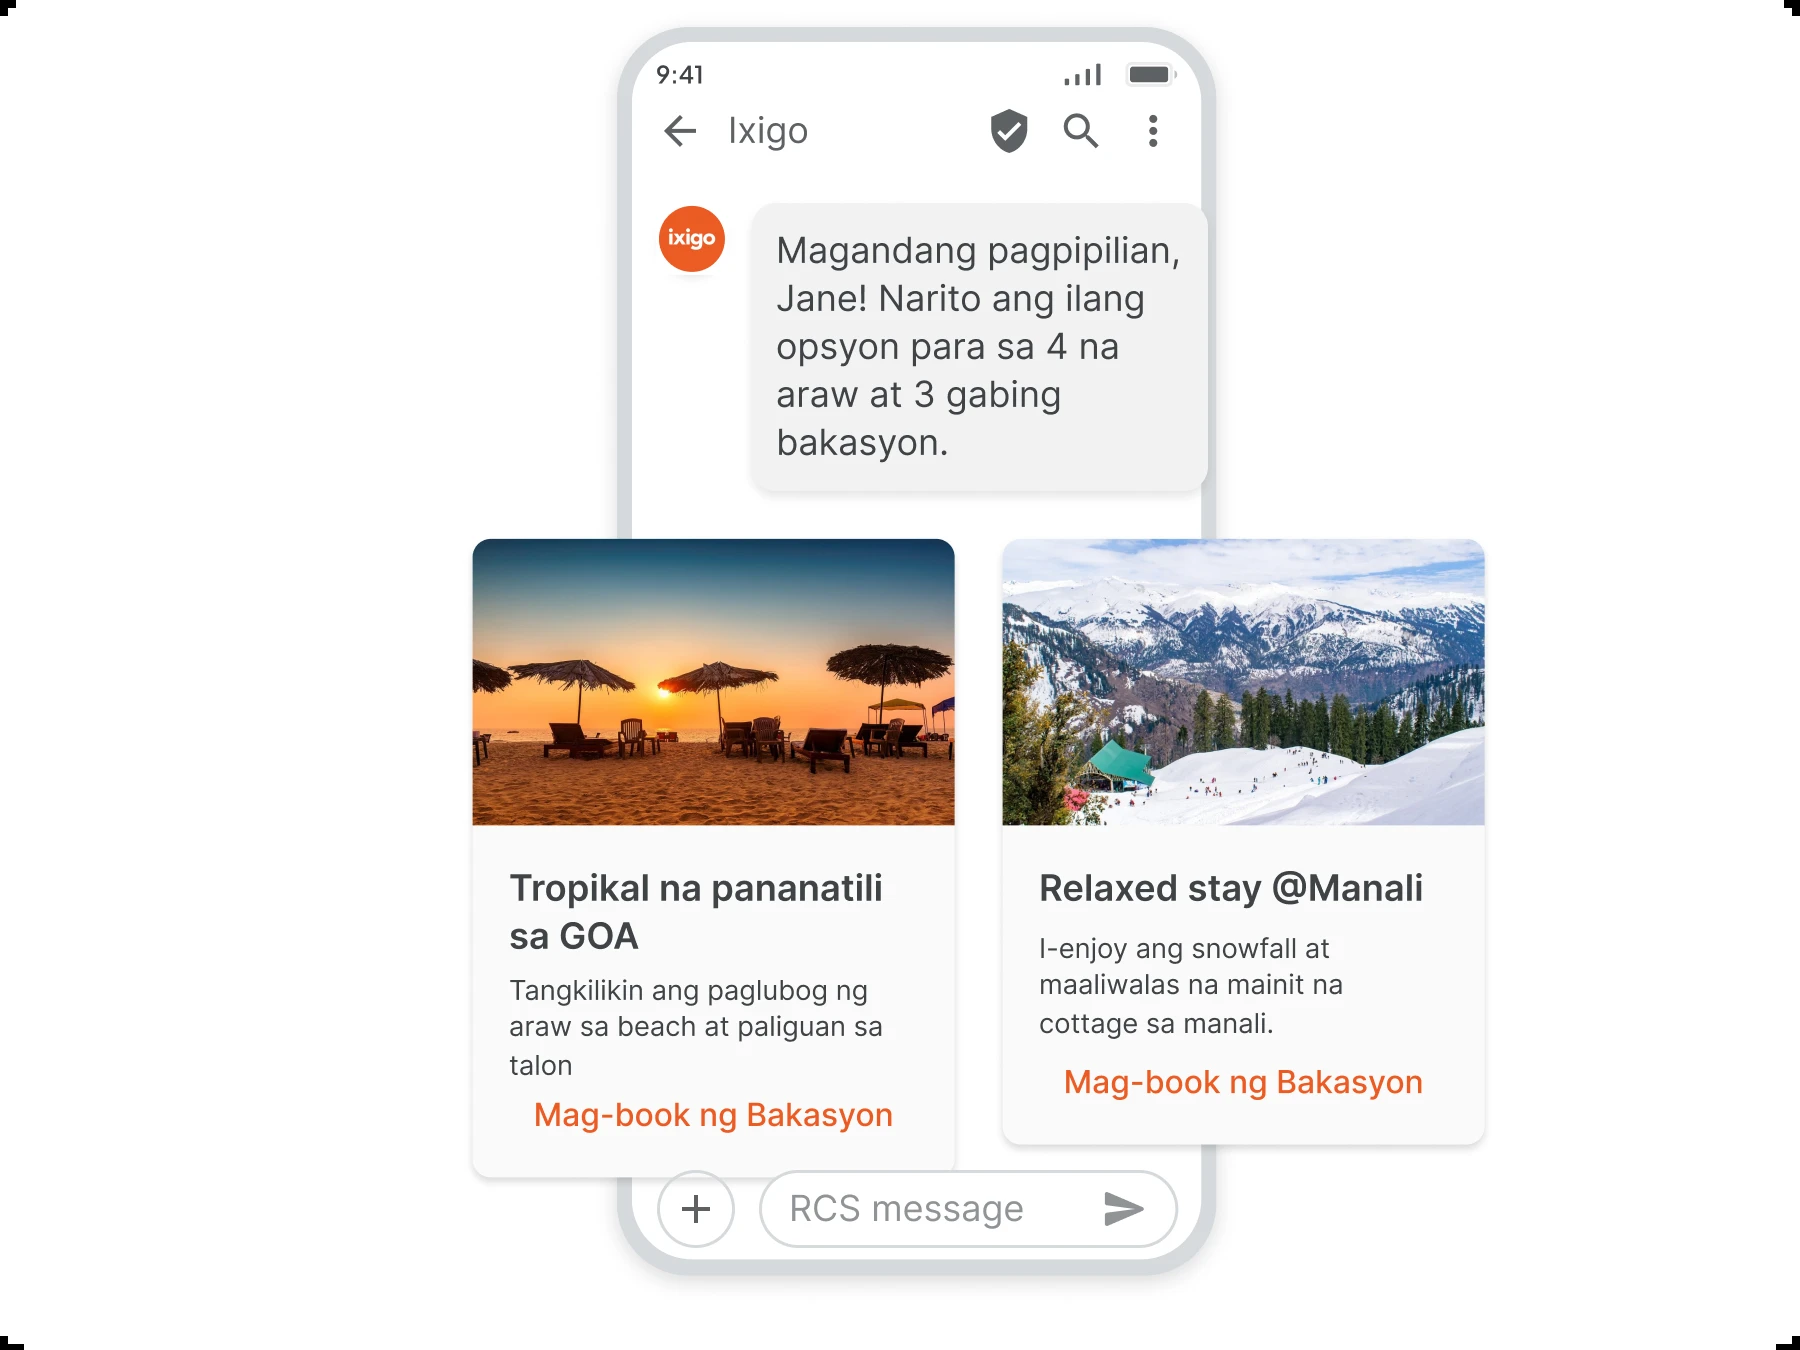 9:41
Ixigo
ixigo
Magandang pagpipilian,
Jane! Narito ang ilang
opsyon para sa 4 na
araw at 3 gabing
bakasyon.
Tropikal na pananatili
sa GOA
Tangkilikin ang paglubog ng
araw sa beach at paliguan sa
talon
Mag-book ng Bakasyon
Relaxed stay @Manali
I-enjoy ang snowfall at
maaliwalas na mainit na
cottage sa manali.
Mag-book ng Bakasyon
RCS message